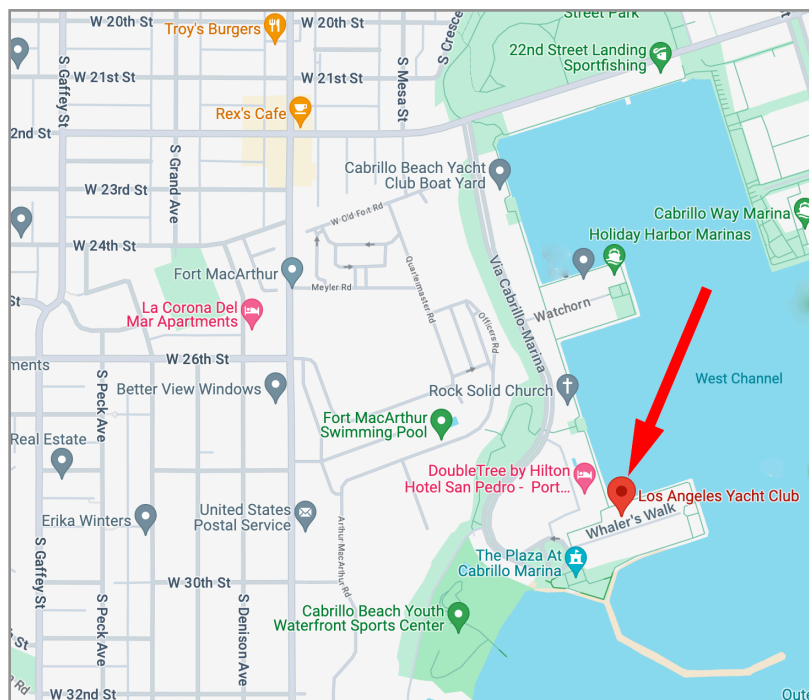 W 20th St
Troy's Burgers
W 20th St
Street Park
S Gaffey St
W 21st St
W 21st St
S Mesa St
S Cresce
22nd Street Landing
Sportfishing
Rex's Cafe
2nd St
S Grand Ave
Cabrillo Beach Yacht
Club Boat Yard
W 23rd St
W Old Fort Rd
Cabrillo Way Marina
Holiday Harbor Marinas
W 24th St
Fort MacArthur
Meyler Rd
Quartermaster Rd
Via Cabrillo-Marina
St
La Corona Del
Mar Apartments
Officers Rd
Watchorn
W 26th St
ments
S Peck Ave
Better View Windows
Rock Solid Church
West Channel
Fort MacArthur
Swimming Pool
Real Estate
DoubleTree by Hilton
Hotel San Pedro - Port...
Los Angeles Yacht Club
Erika Winters
United States
Postal Service
Whaler's Walk
Arthur MacArthur Rd
S Gaffey St
The Plaza At
Cabrillo Marina
W 30th St
S Peck Ave
S Denison Ave
Cabrillo Beach Youth
Waterfront Sports Center
St
Rd
W 32nd St
Oute